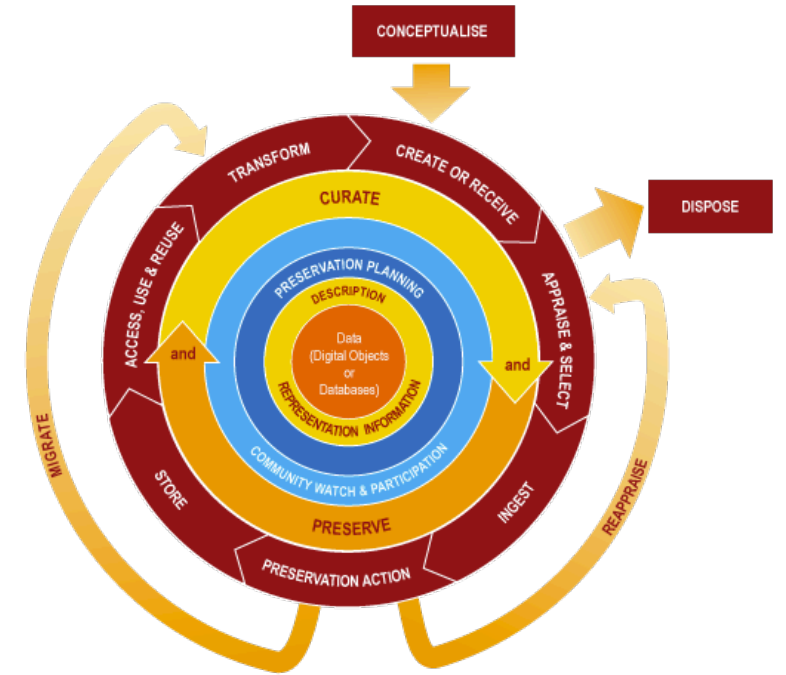 CONCEPTUALISE
TRANSFORM
CREATE OR RECEIVE
DISPOSE
CURATE
ACCESS, USE & REUSE
APPRAISE & SELECT
PRESERVATION PLANNING
DESCRIPTION
and
Data
(Digital Objects
or
Databases)
and
REPRESENTATION INFORMATION
COMMUNITY WATCH & PARTICIPATION
MIGRATE
STORE
INGEST
REAPPRAISE
PRESERVE
PRESERVATION ACTION